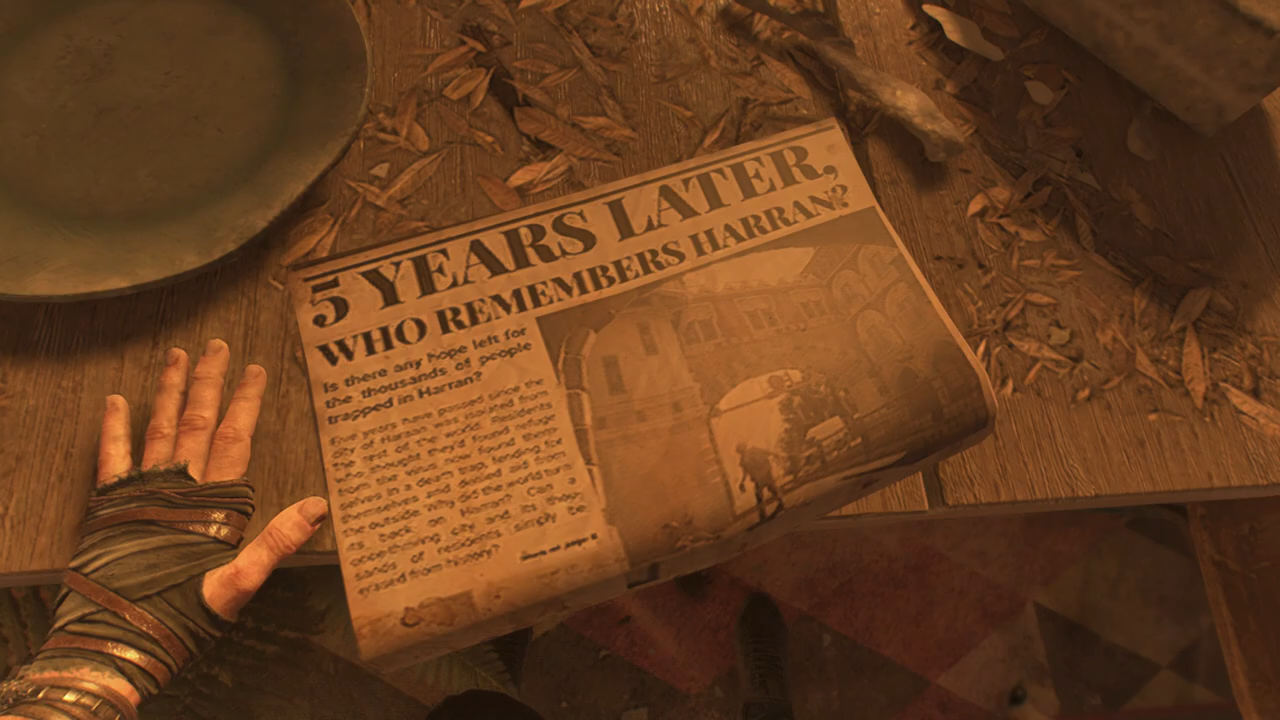 5 YEARS LATER,
WHO REMEMBERS HARRAN?
Is there any hope left for
the thousands of people
trapped in Harran?
Five years have passed since the
city of Harran was isolated from
the rest of the world. Residents
who thought they'd found refuge
from the virus now found them
selves in a death trap, fending for
themselves and denied aid from
the outside. Why did the world turn
its back on Harran? Can a
city and its
sands of residents simply be
erased from history?